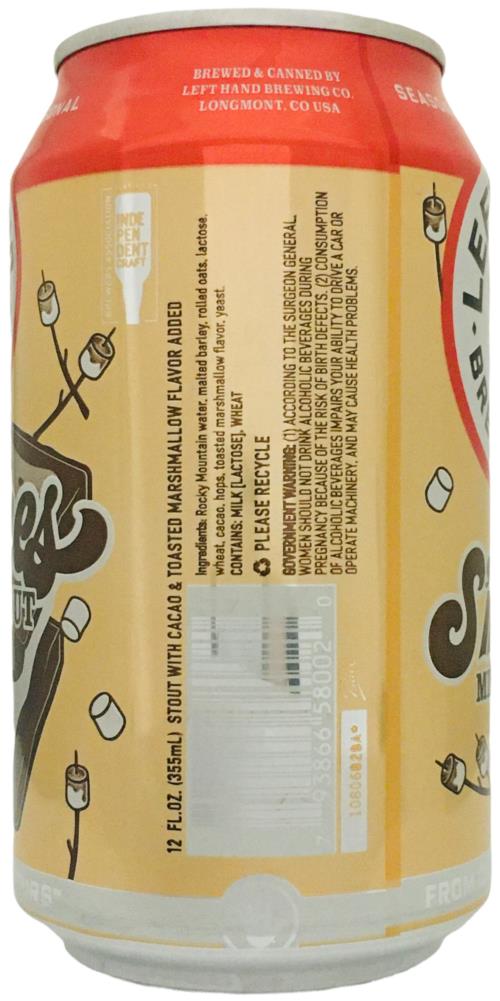 BREWED & CANNED BY
LEFT HAND BREWING CO.
LONGMONT, CO USA
BREWERS ASSOCIATION
INDE
PEN
DENT
CRAFT
12 FL.OZ. (355mL) STOUT WITH CACAO & TOASTED MARSHMALLOW FLAVOR ADDED
Ingredients: Rocky Mountain water, malted barley, rolled oats, lactose,
wheat, cacao, hops, toasted marshmallow flavor, yeast.
CONTAINS: MILK [LACTOSE], WHEAT
PLEASE RECYCLE
GOVERNMENT WARNING: (1) ACCORDING TO THE SURGEON GENERAL,
WOMEN SHOULD NOT DRINK ALCOHOLIC BEVERAGES DURING
PREGNANCY BECAUSE OF THE RISK OF BIRTH DEFECTS. (2) CONSUMPTION
OF ALCOHOLIC BEVERAGES IMPAIRS YOUR ABILITY TO DRIVE A CAR OR
OPERATE MACHINERY, AND MAY CAUSE HEALTH PROBLEMS.
7 93866 58002 0
10806B2BA
FROM